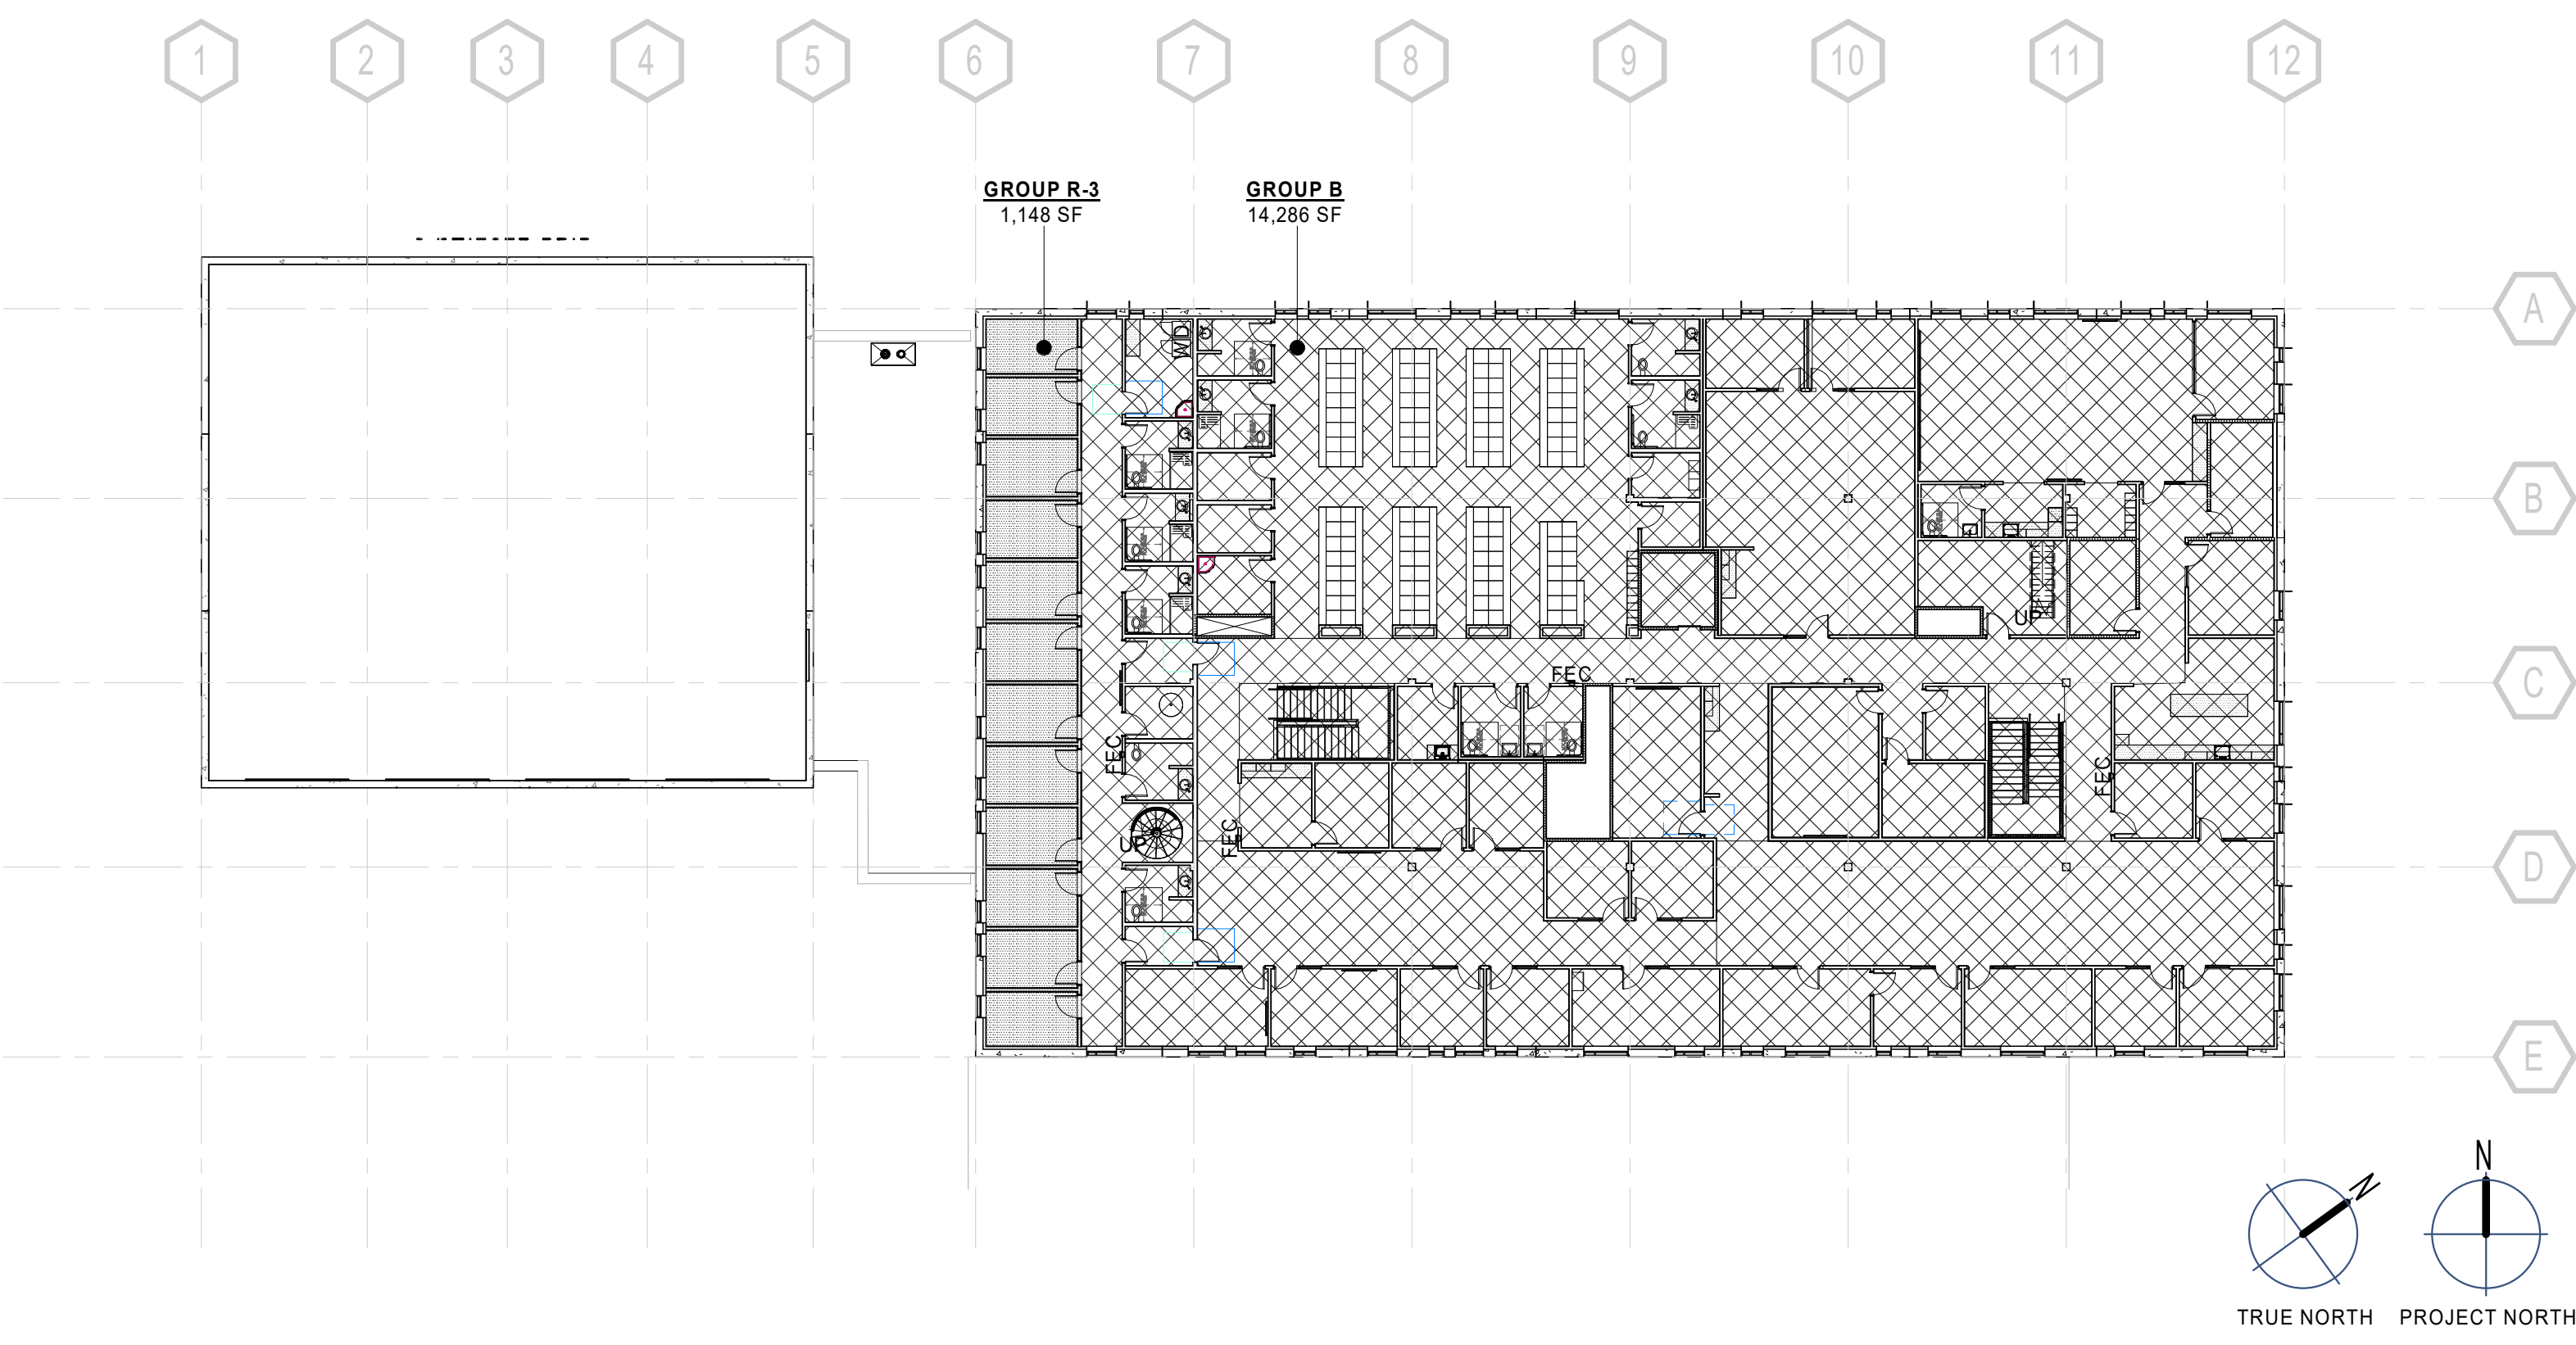 1 2 3 4 5 6 7 8 9 10 11 12
GROUP R-3
1,148 SF
GROUP B
14,286 SF
A
WD
B
UP
C
FEC
FEC
FEC
FEC
UP
D
E
N
N
TRUE NORTH
PROJECT NORTH